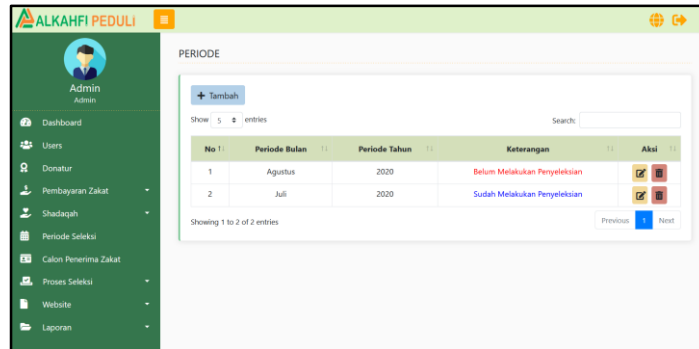 ALKAHFI PEDULI
Admin
Admin
Dashboard
Users
Donatur
Pembayaran Zakat
Shadaqah
Periode Seleksi
Calon Penerima Zakat
Proses Seleksi
Website
Laporan
PERIODE
+ Tambah
Show 5 entries
Search:
No Periode Bulan Periode Tahun Keterangan Aksi
1 Agustus 2020 Belum Melakukan Penyeleksian
2 Juli 2020 Sudah Melakukan Penyeleksian
Showing 1 to 2 of 2 entries
Previous 1 Next